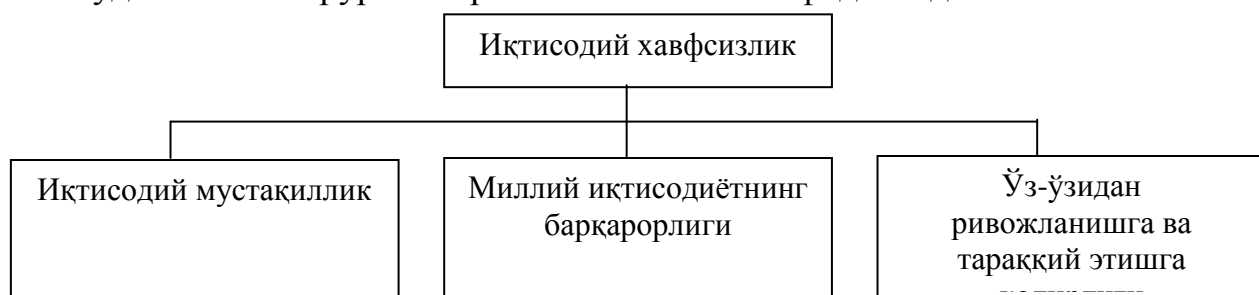 Иқтисодий хавфсизлик
Иқтисодий мустақиллик
Миллий иқтисодиётнинг
барқарорлиги
Ўз-ўзидан
ривожланишга ва
тараққий этишга